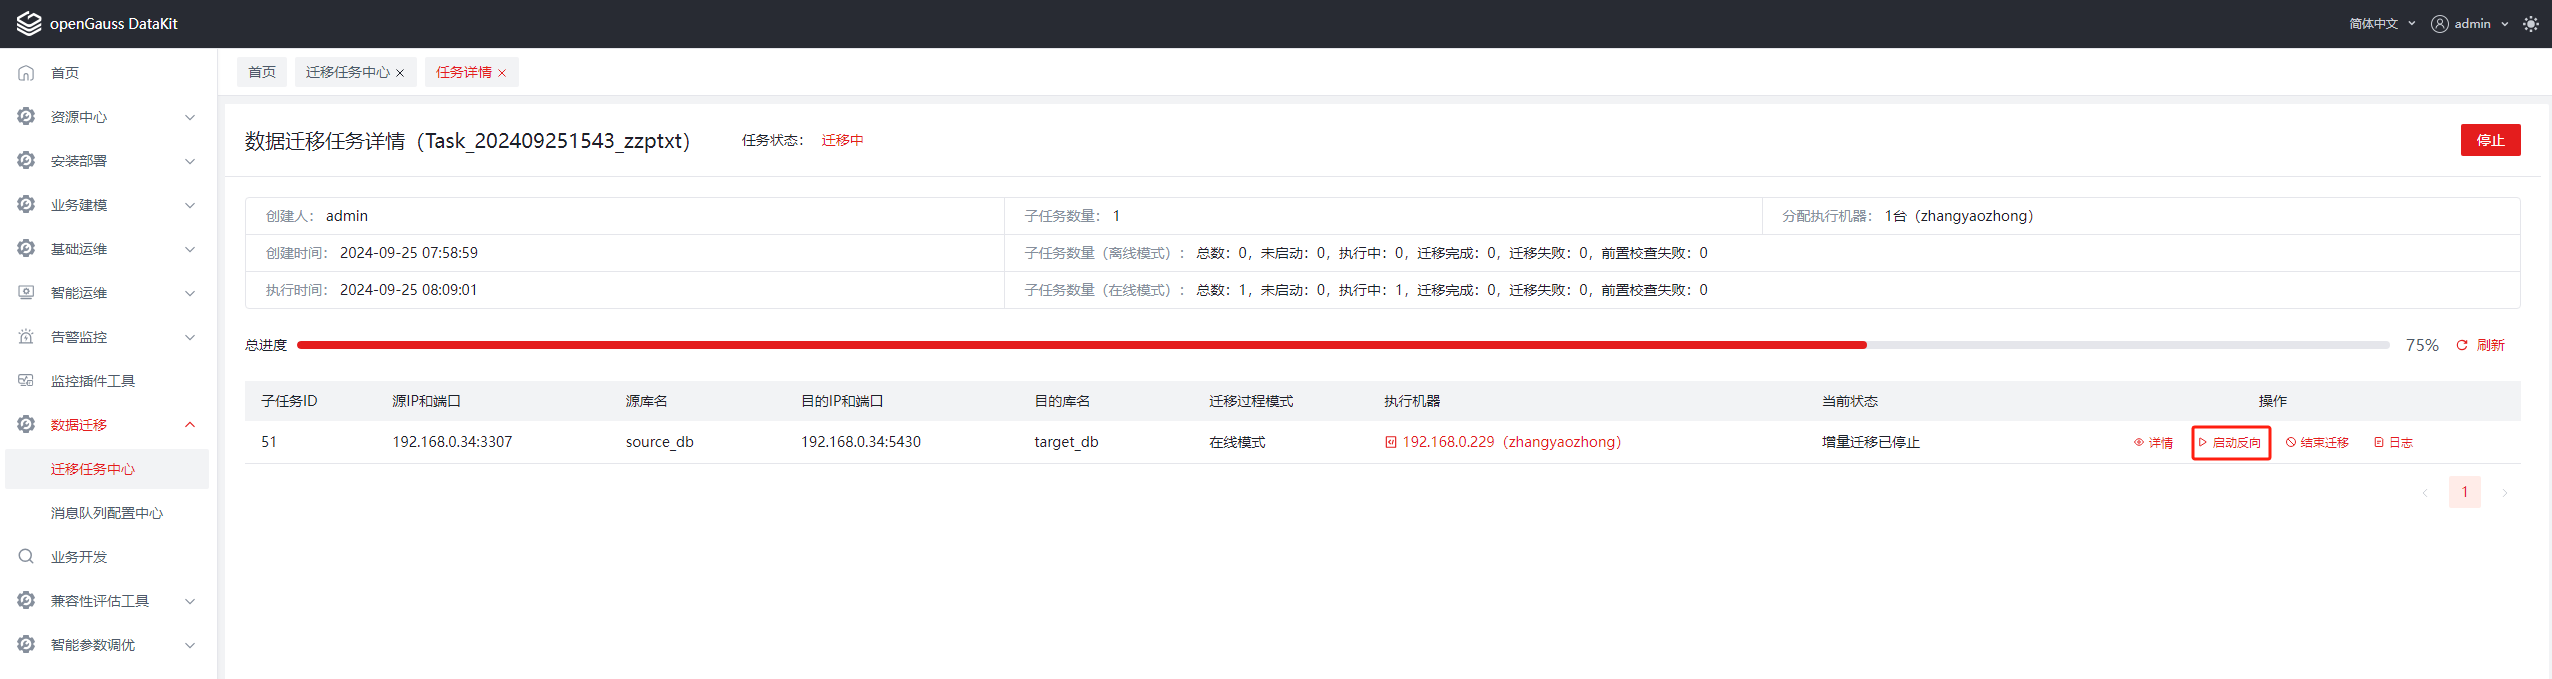 openGauss DataKit
简体中文
admin
首页
资源中心
安装部署
业务建模
基础运维
智能运维
告警监控
监控插件工具
数据迁移
迁移任务中心
消息队列配置中心
业务开发
兼容性评估工具
智能参数调优
首页 迁移任务中心 任务详情
数据迁移任务详情（Task_202409251543_zzptxt） 任务状态： 迁移中 停止
创建人： admin 子任务数量： 1 分配执行机器： 1台（zhangyaozhong）
创建时间： 2024-09-25 07:58:59 子任务数量（离线模式）： 总数：0，未启动：0，执行中：0，迁移完成：0，迁移失败：0，前置校查失败：0
执行时间： 2024-09-25 08:09:01 子任务数量（在线模式）： 总数：1，未启动：0，执行中：1，迁移完成：0，迁移失败：0，前置校查失败：0
总进度 75% 刷新
子任务ID 源IP和端口 源库名 目的IP和端口 目的库名 迁移过程模式 执行机器 当前状态 操作
51 192.168.0.34:3307 source_db 192.168.0.34:5430 target_db 在线模式 192.168.0.229（zhangyaozhong） 增量迁移已停止 详情 启动反向 结束迁移 日志
1